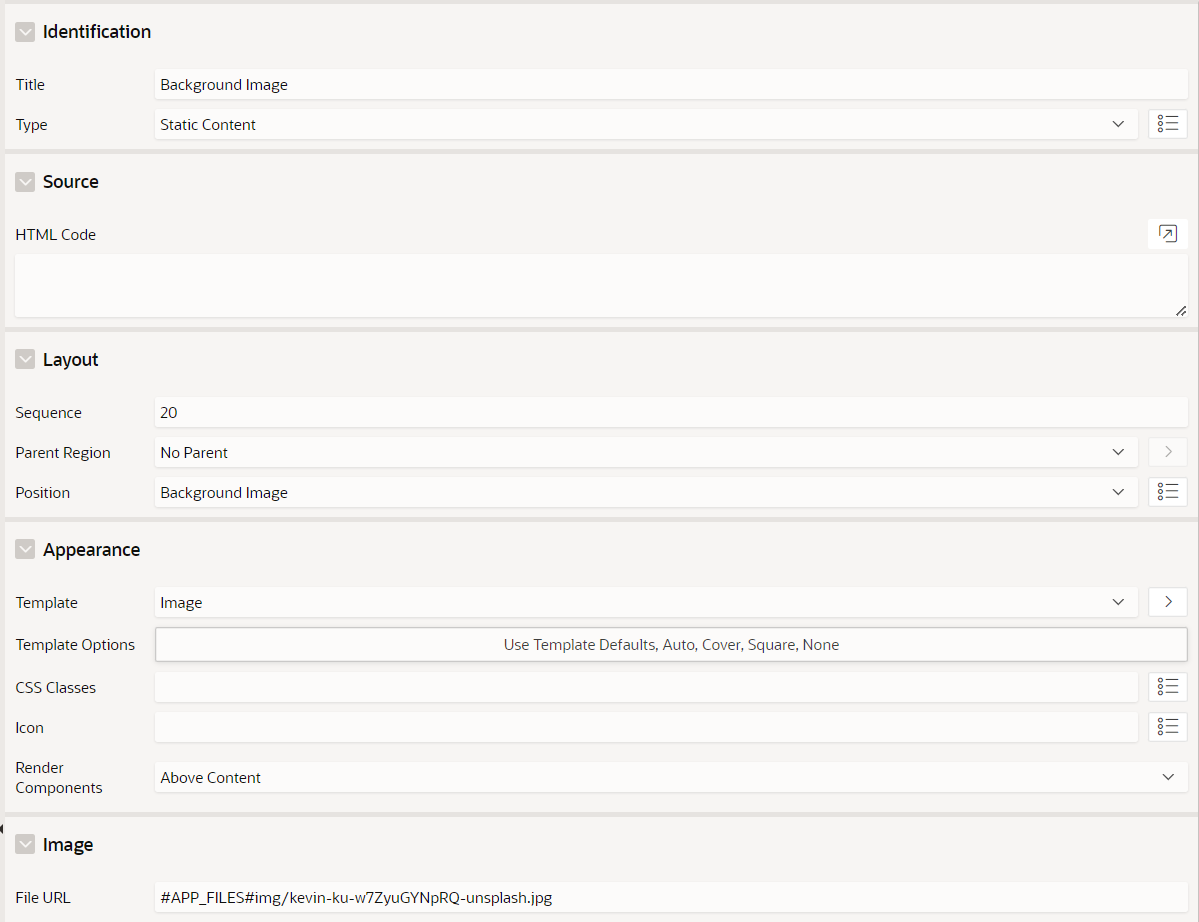 Identification
Title Background Image
Type Static Content
Source
HTML Code
Layout
Sequence 20
Parent Region No Parent
Position Background Image
Appearance
Template Image
Template Options Use Template Defaults, Auto, Cover, Square, None
CSS Classes
Icon
Render
Components Above Content
Image
File URL #APP_FILES#img/kevin-ku-w7ZyuGYNpRQ-unsplash.jpg